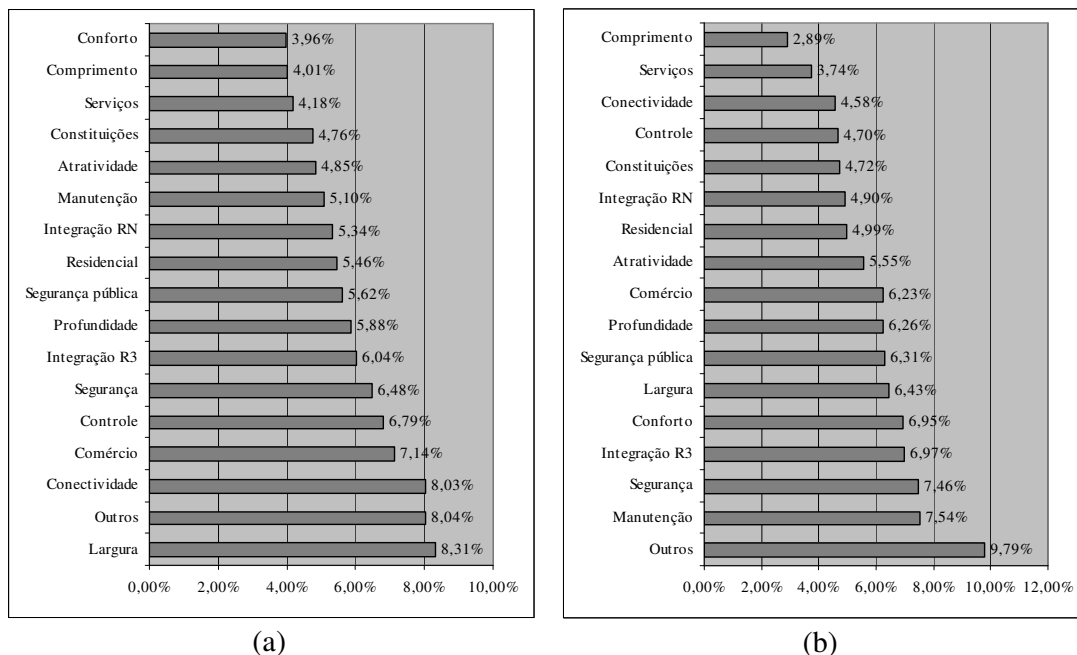 Conforto 3,96%
Comprimento 4,01%
Serviços 4,18%
Constituições 4,76%
Atratividade 4,85%
Manutenção 5,10%
Integração RN 5,34%
Residencial 5,46%
Segurança pública 5,62%
Profundidade 5,88%
Integração R3 6,04%
Segurança 6,48%
Controle 6,79%
Comércio 7,14%
Conectividade 8,03%
Outros 8,04%
Largura 8,31%
0,00% 2,00% 4,00% 6,00% 8,00% 10,00%
(a)
Comprimento 2,89%
Serviços 3,74%
Conectividade 4,58%
Controle 4,70%
Constituições 4,72%
Integração RN 4,90%
Residencial 4,99%
Atratividade 5,55%
Comércio 6,23%
Profundidade 6,26%
Segurança pública 6,31%
Largura 6,43%
Conforto 6,95%
Integração R3 6,97%
Segurança 7,46%
Manutenção 7,54%
Outros 9,79%
0,00% 2,00% 4,00% 6,00% 8,00% 10,00% 12,00%
(b)